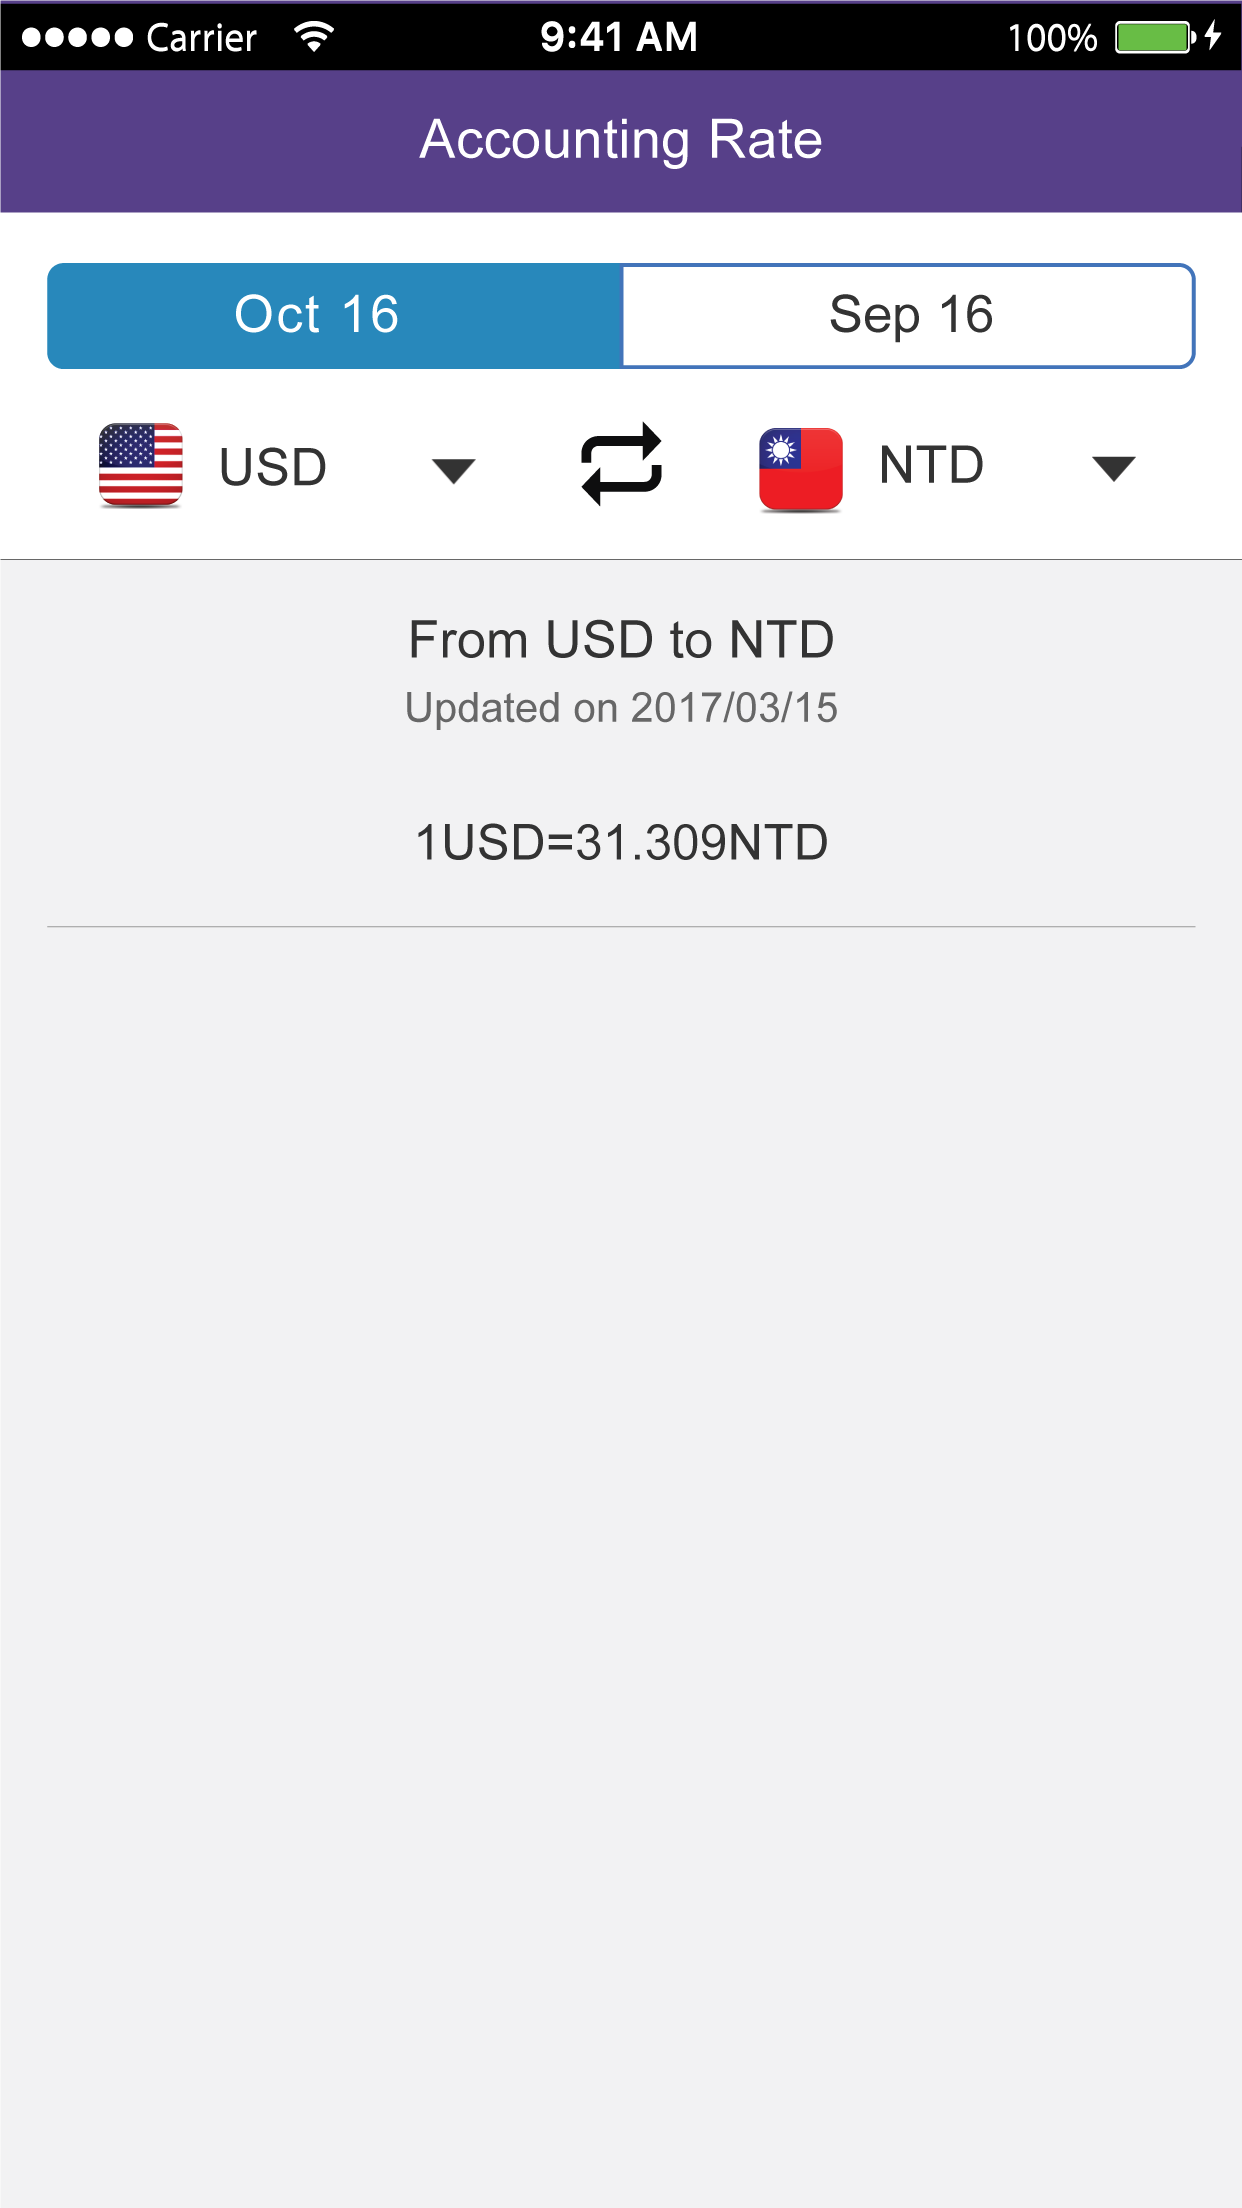 Carrier 9:41 AM 100%
Accounting Rate
Oct 16 Sep 16
USD NTD
From USD to NTD
Updated on 2017/03/15
1USD=31.309NTD